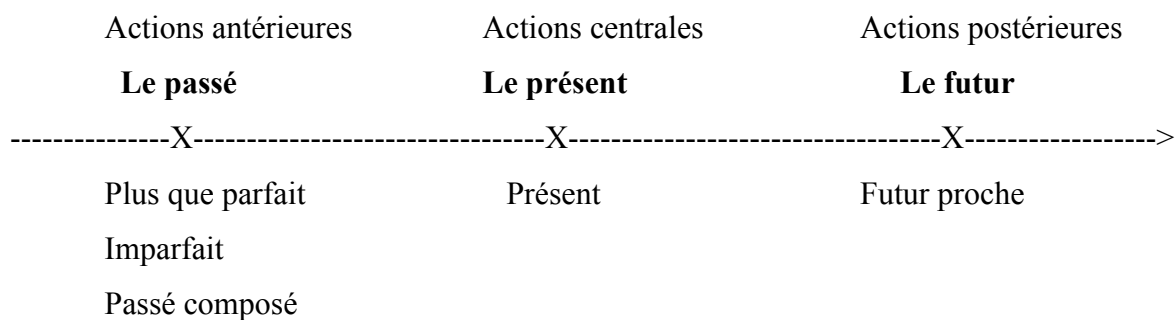 Actions antérieures Actions centrales Actions postérieures
Le passé Le présent Le futur
---------------X---------------------------------X-------------------------------------X------------------>
Plus que parfait Présent Futur proche
Imparfait
Passé composé